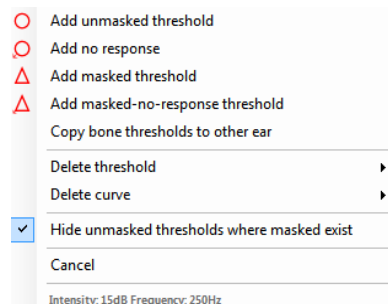 Add unmasked threshold
Add no response
Add masked threshold
Add masked-no-response threshold
Copy bone thresholds to other ear
Delete threshold
Delete curve
Hide unmasked thresholds where masked exist
Cancel
Intensity: 15dB Frequency: 250Hz